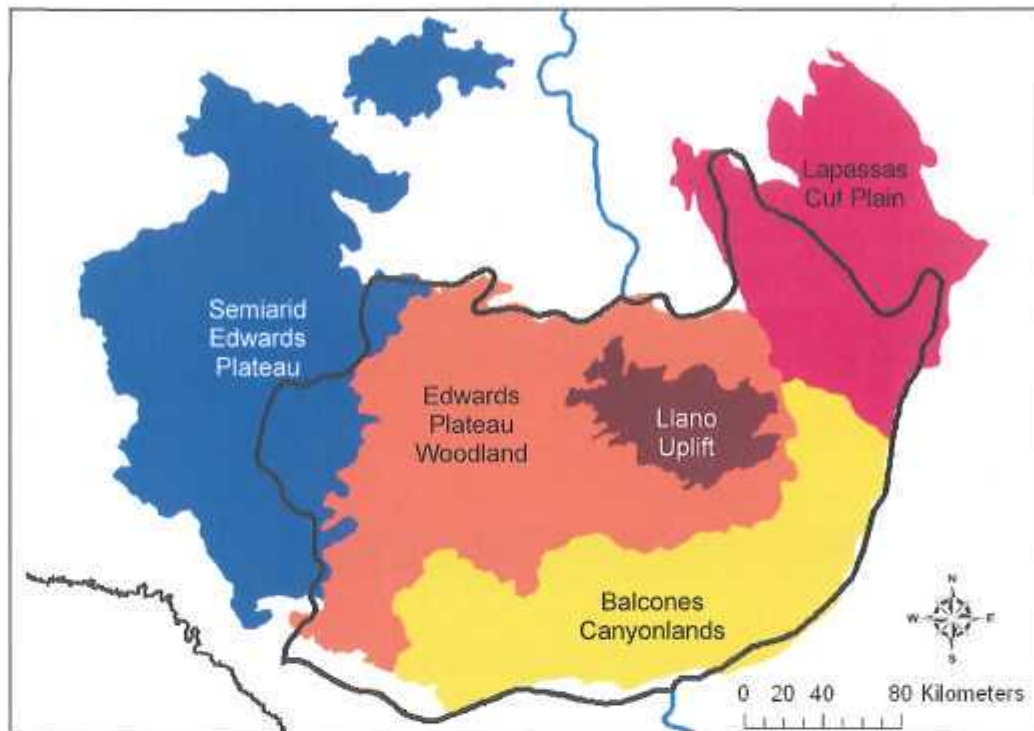 Lapassas
Cut Plain
Semiarid
Edwards
Plateau
Edwards
Plateau
Woodland
Llano
Uplift
Balcones
Canyonlands
N
W
E
S
0 20 40 80 Kilometers